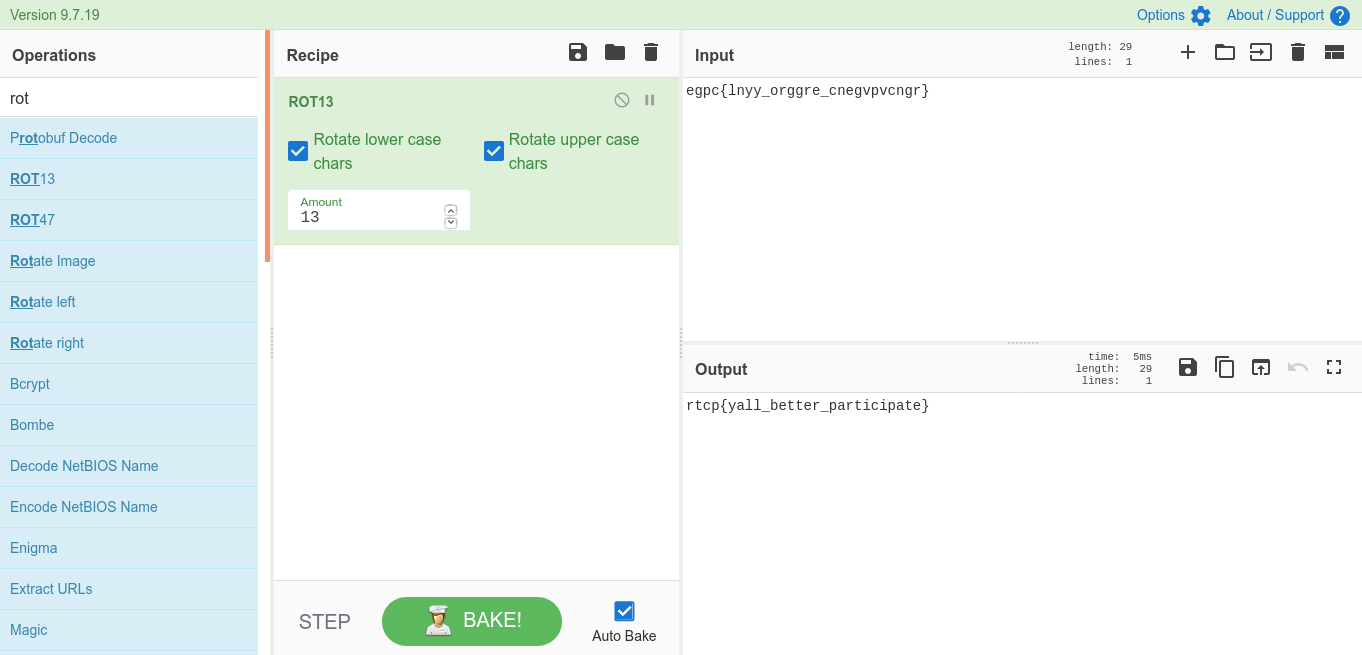 Version 9.7.19
Options
About / Support
Operations
rot
Protobuf Decode
ROT13
ROT47
Rotate Image
Rotate left
Rotate right
Bcrypt
Bombe
Decode NetBIOS Name
Encode NetBIOS Name
Enigma
Extract URLs
Magic
Recipe
ROT13
Rotate lower case
chars
Rotate upper case
chars
Amount
13
STEP
BAKE!
Auto Bake
Input
length: 29
lines: 1
egpc{lnyy_orggre_cnegvpvcngr}
Output
time: 5ms
length: 29
lines: 1
rtcp{yall_better_participate}